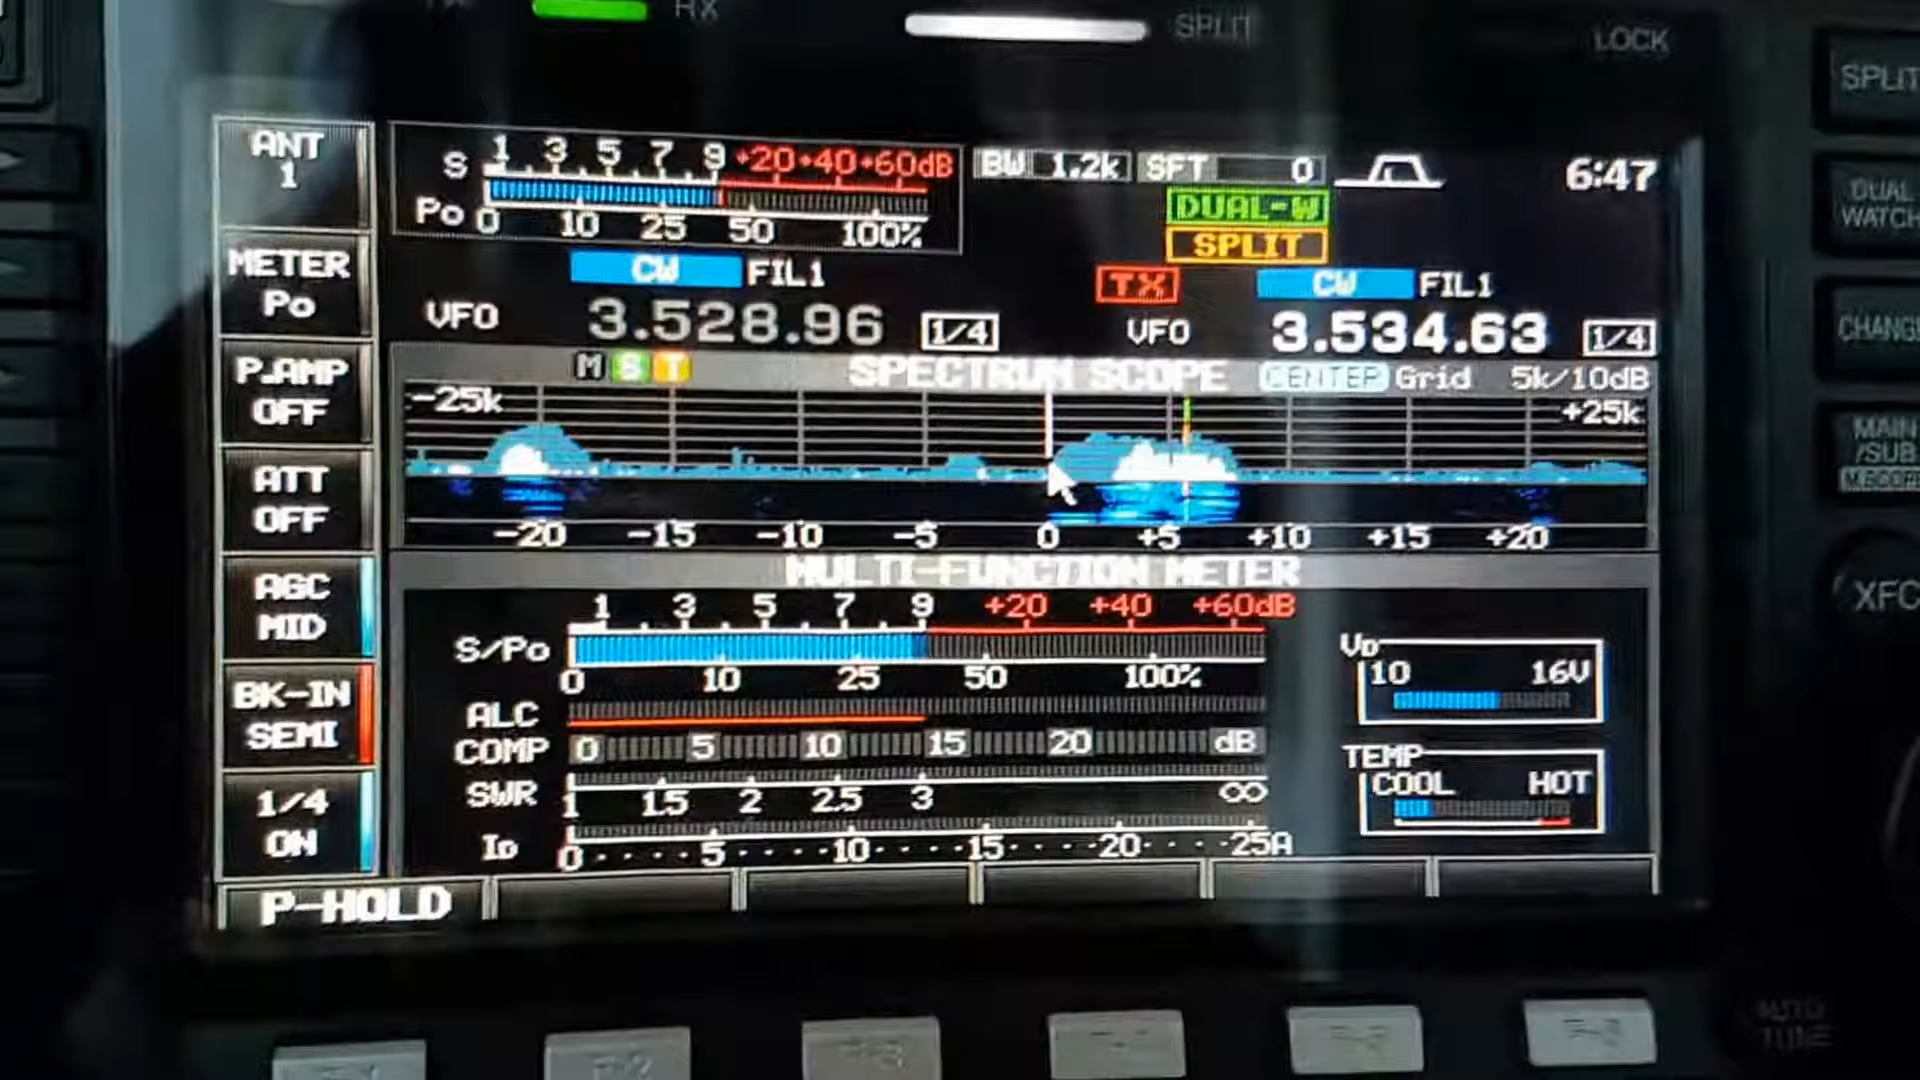 RX
SPLIT
LOCK
SPLIT
ANT
1
S 1 3 5 7 9 +20+40+60dB
Po 0 10 25 50 100%
BW 1.2k SFT 0
6:47
DUAL-W
SPLIT
DUAL
WATCH
METER
Po
CW FIL1
TX CW FIL1
VFO 3.528.96 1/4
VFO 3.534.63 1/4
CHANGE
P.AMP
OFF
M S T SPECTRUM SCOPE CENTER Grid 5k/10dB
-25k +25k
MAIN
/SUB
M.SCOPE
ATT
OFF
-20 -15 -10 -5 0 +5 +10 +15 +20
MULTI-FUNCTION METER
AGC
MID
1 3 5 7 9 +20 +40 +60dB
S/Po
0 10 25 50 100%
XFC
VD
10 16V
BK-IN
SEMI
ALC
COMP 0 5 10 15 20 dB
TEMP
COOL HOT
SWR 1 1.5 2 2.5 3 ∞
1/4
ON
ID 0 5 10 15 20 25A
P-HOLD
AUTO
TUNE